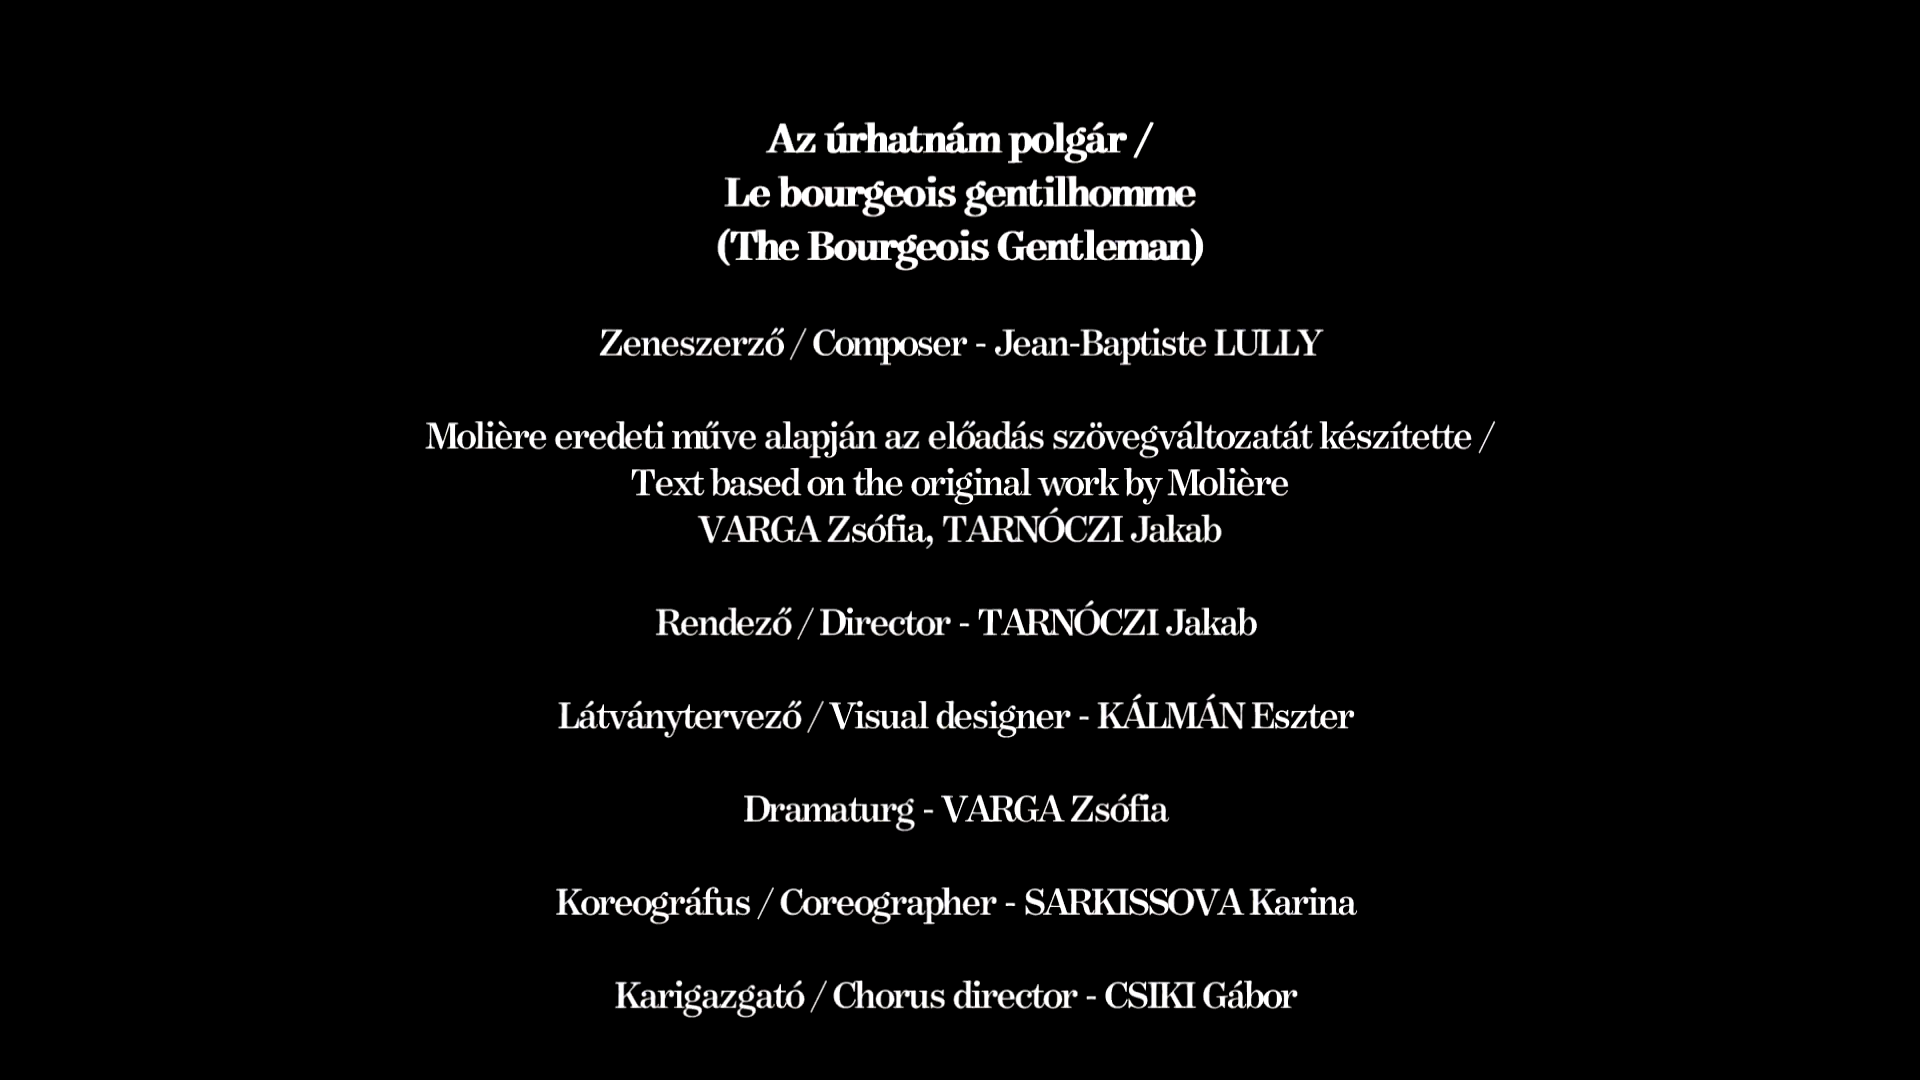 Az úrhatnám polgár /
Le bourgeois gentilhomme
(The Bourgeois Gentleman)
Zeneszerző / Composer - Jean-Baptiste LULLY
Molière eredeti műve alapján az előadás szövegváltozatát készítette /
Text based on the original work by Molière
VARGA Zsófia, TARNÓCZI Jakab
Rendező / Director - TARNÓCZI Jakab
Látványtervező / Visual designer - KÁLMÁN Eszter
Dramaturg - VARGA Zsófia
Koreográfus / Coreographer - SARKISSOVA Karina
Karigazgató / Chorus director - CSIKI Gábor